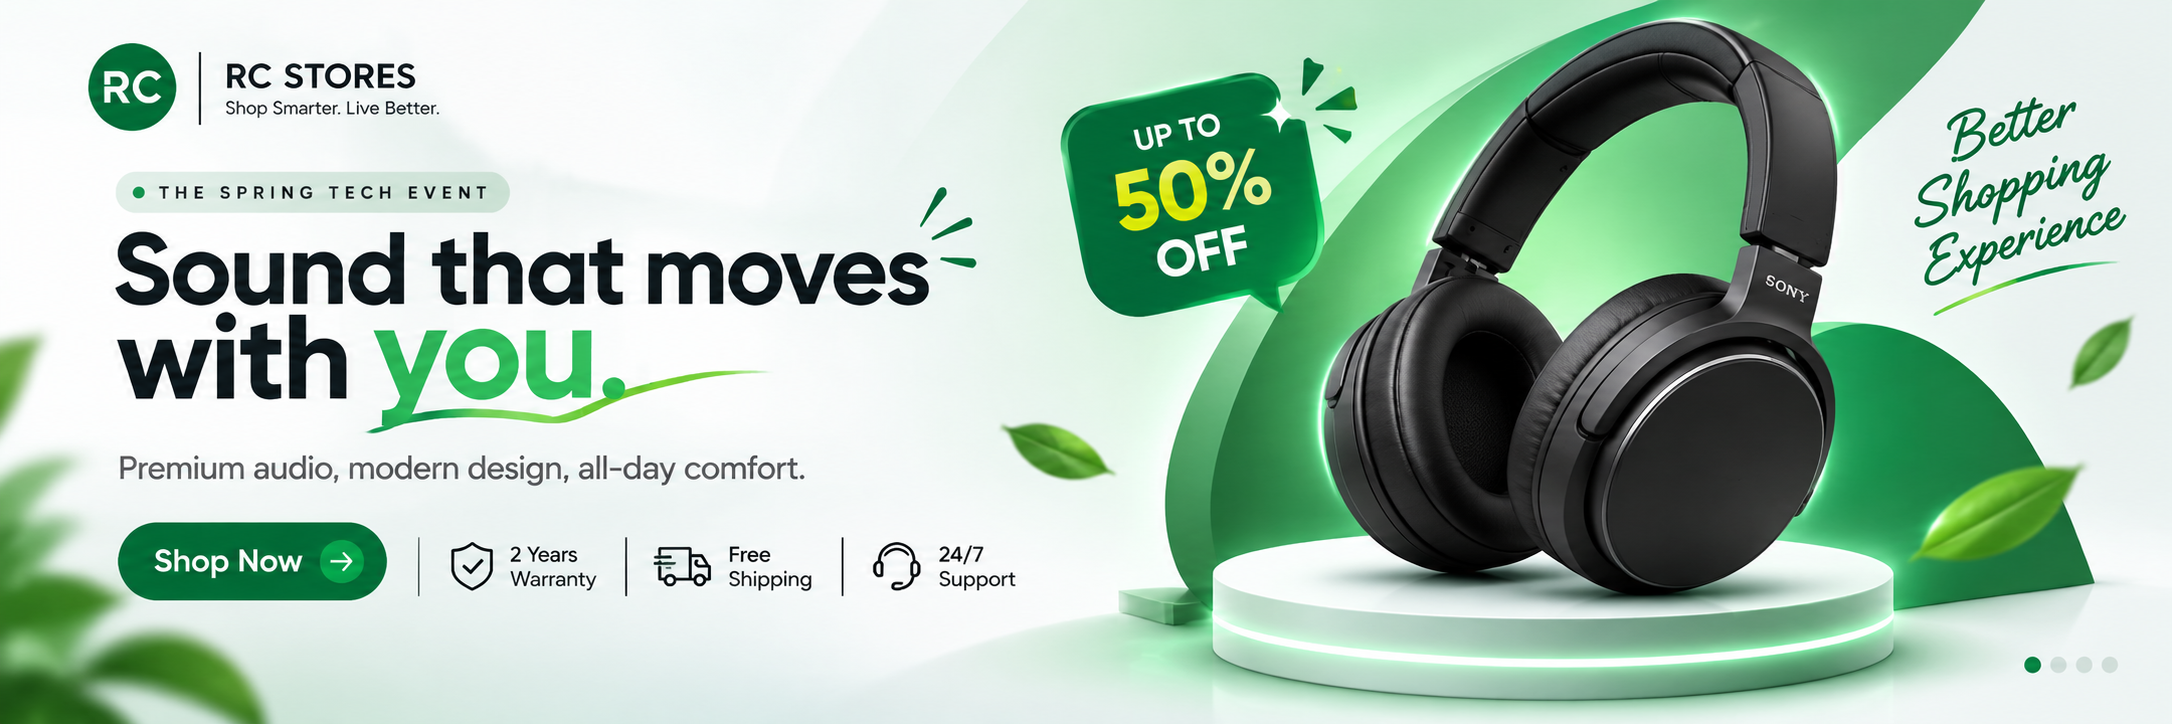 RC
RC STORES
Shop Smarter. Live Better.
THE SPRING TECH EVENT
Sound that moves
with you.
Premium audio, modern design, all-day comfort.
Shop Now
2 Years
Warranty
Free
Shipping
24/7
Support
UP TO
50%
OFF
SONY
Better
Shopping
Experience